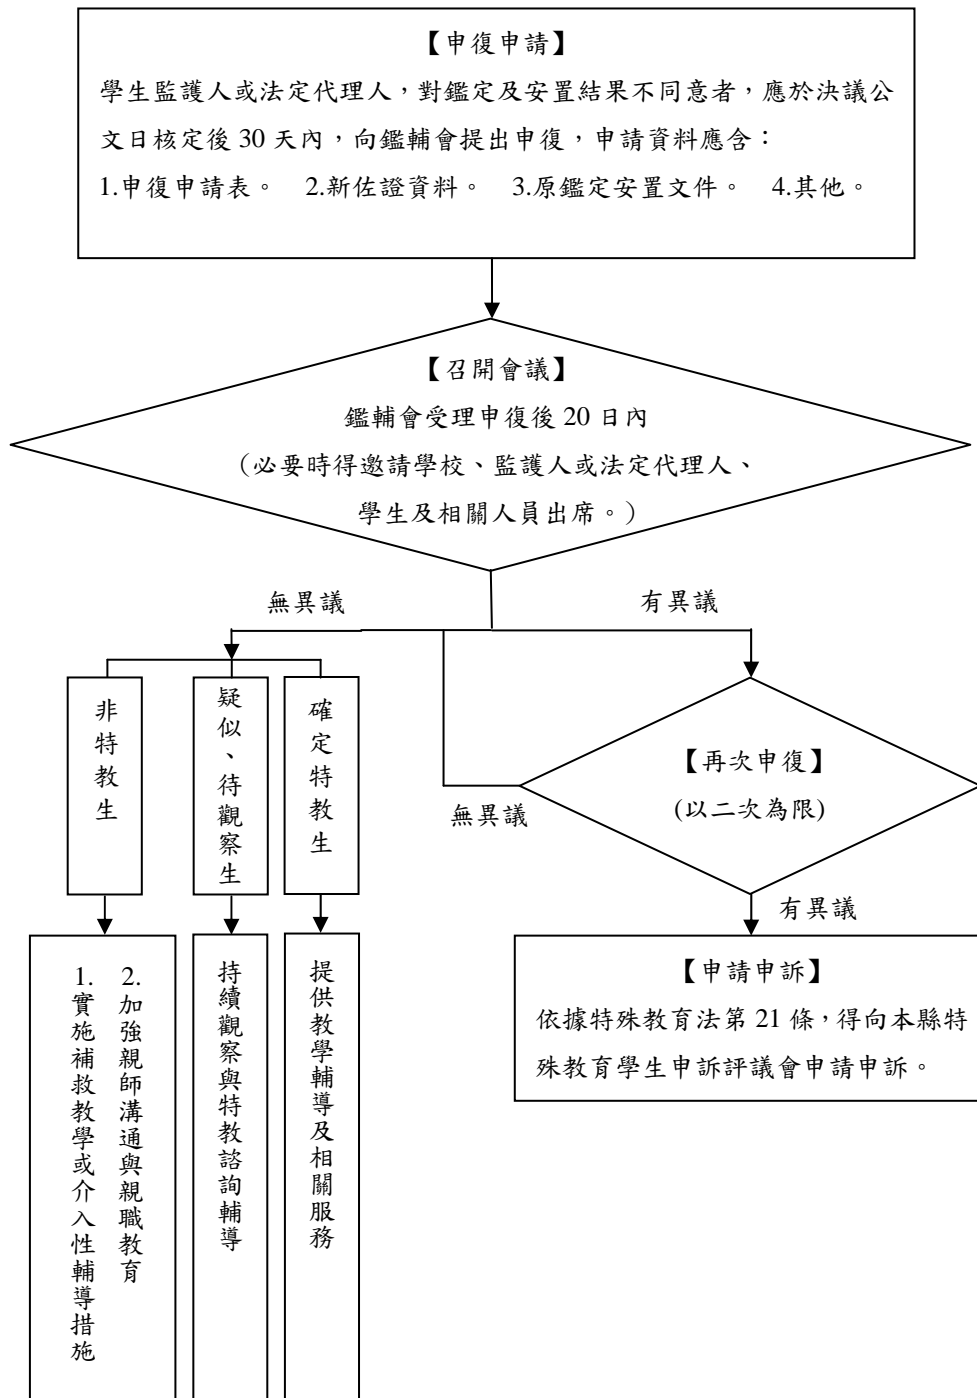 【申復申請】
學生監護人或法定代理人，對鑑定及安置結果不同意者，應於決議公
文日核定後 30 天內，向鑑輔會提出申復，申請資料應含：
1.申復申請表。 2.新佐證資料。 3.原鑑定安置文件。 4.其他。
【召開會議】
鑑輔會受理申復後 20 日內
（必要時得邀請學校、監護人或法定代理人、
學生及相關人員出席。）
無異議
有異議
非特教生
疑似、待觀察生
確定特教生
【再次申復】
(以二次為限)
無異議
有異議
1.實施補救教學或介入性輔導措施
2.加強親師溝通與親職教育
持續觀察與特教諮詢輔導
提供教學輔導及相關服務
【申請申訴】
依據特殊教育法第 21 條，得向本縣特
殊教育學生申訴評議會申請申訴。